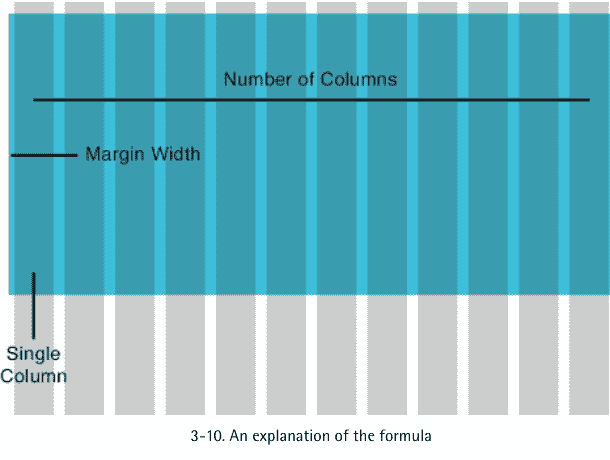 Number of Columns
Margin Width
Single
Column
3-10. An explanation of the formula